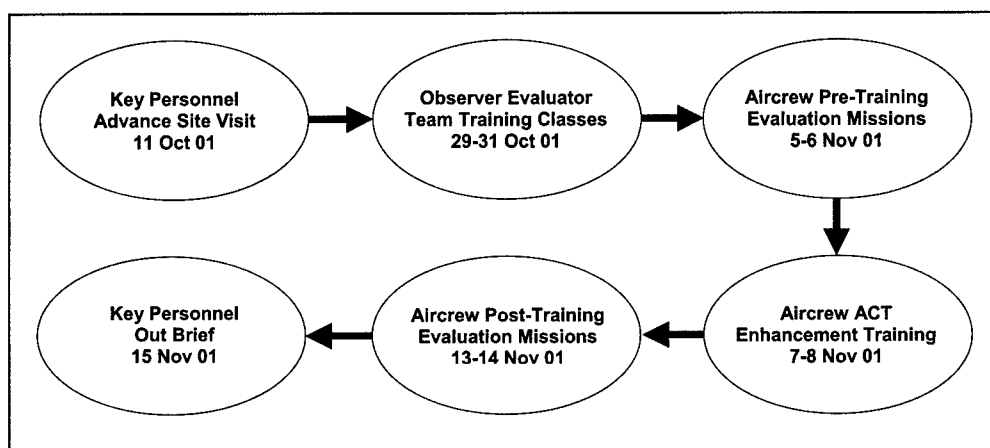 Key Personnel
Advance Site Visit
11 Oct 01
Observer Evaluator
Team Training Classes
29-31 Oct 01
Aircrew Pre-Training
Evaluation Missions
5-6 Nov 01
Aircrew ACT
Enhancement Training
7-8 Nov 01
Aircrew Post-Training
Evaluation Missions
13-14 Nov 01
Key Personnel
Out Brief
15 Nov 01